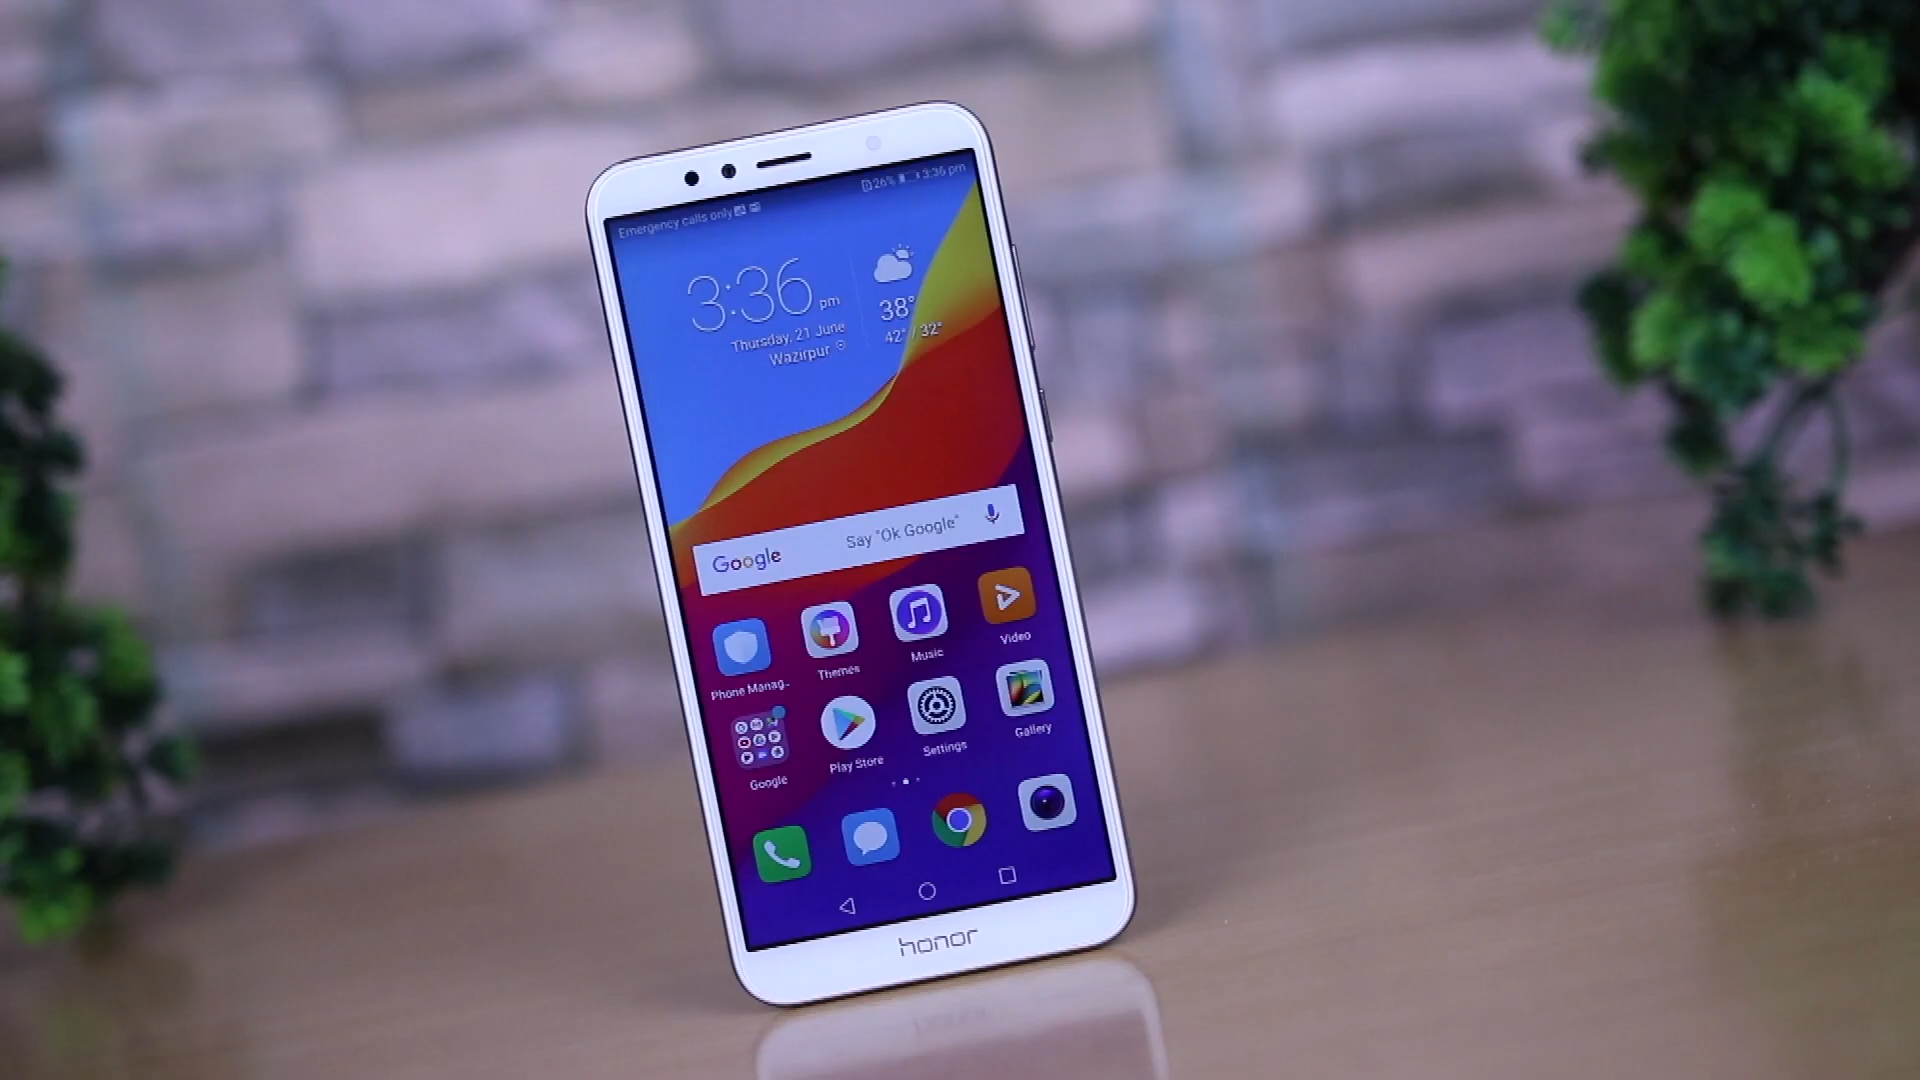 Emergency calls only
26% 3:36 pm
3:36 pm
Thursday, 21 June
Wazirpur
38°
42° / 32°
Google Say "Ok Google"
Phone Manag..
Themes
Music
Video
Google
Play Store
Settings
Gallery
honor